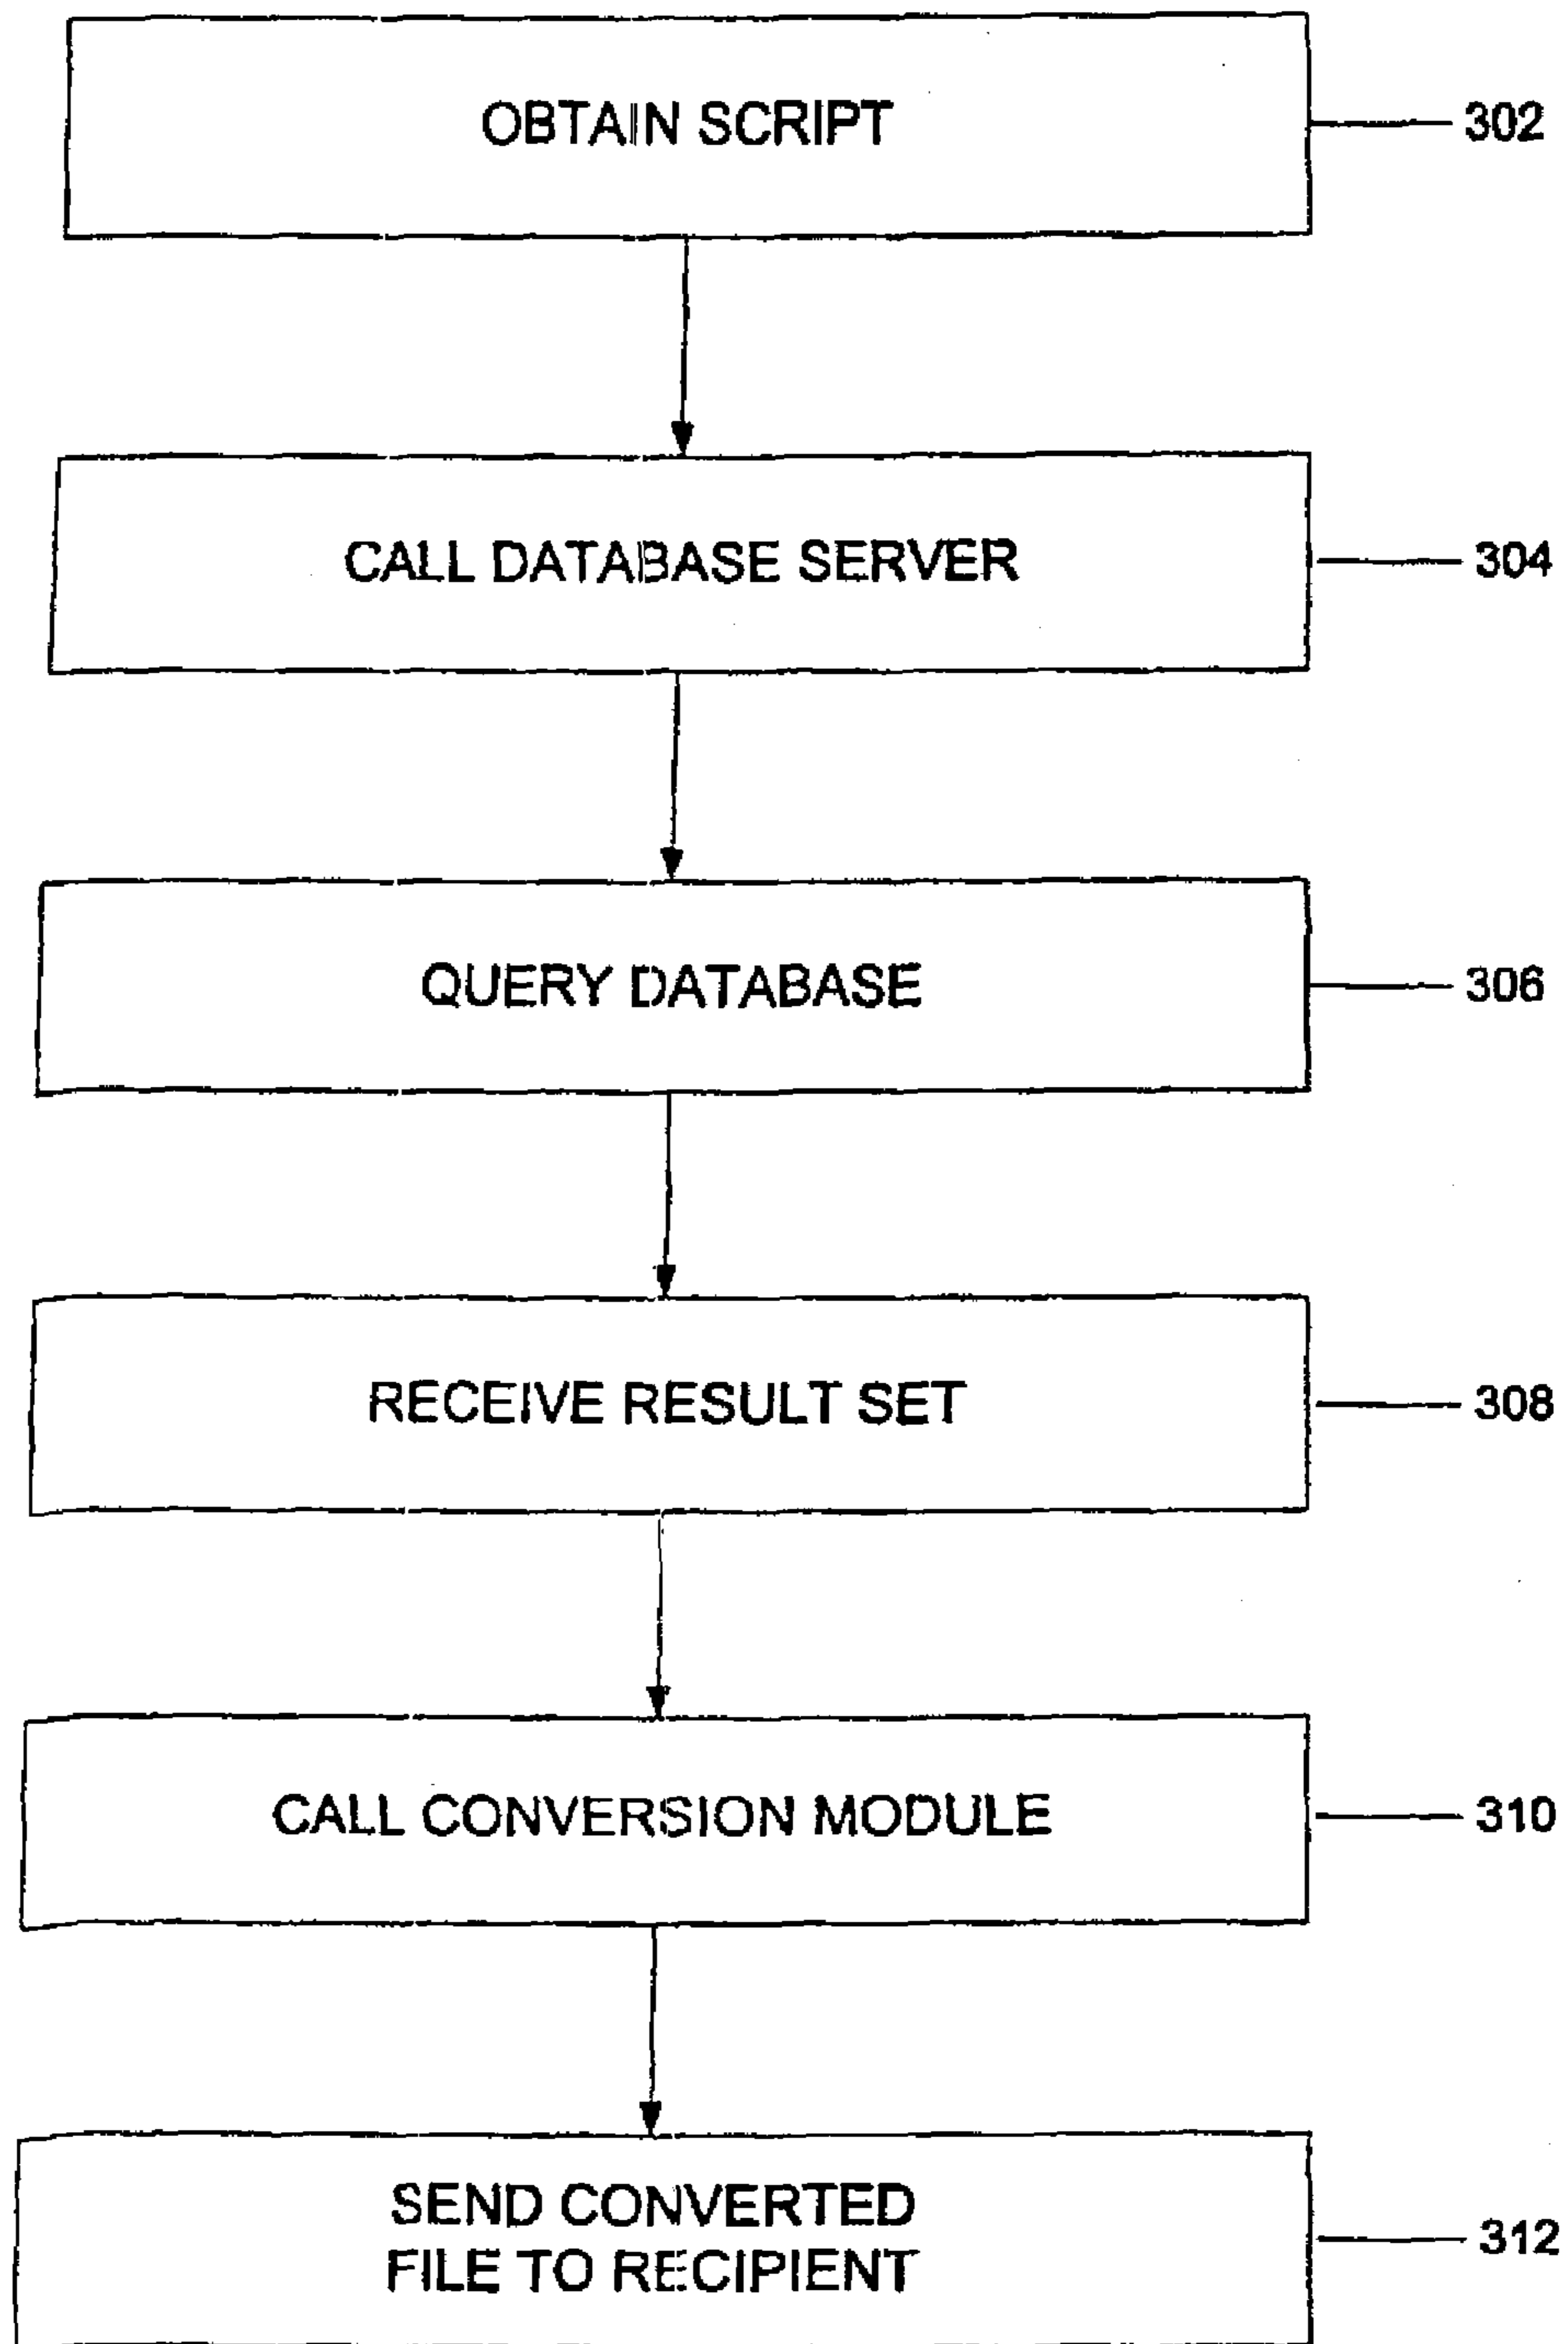 OBTAIN SCRIPT
302
CALL DATABASE SERVER
304
QUERY DATABASE
306
RECEIVE RESULT SET
308
CALL CONVERSION MODULE
310
SEND CONVERTED
FILE TO RECIPIENT
312